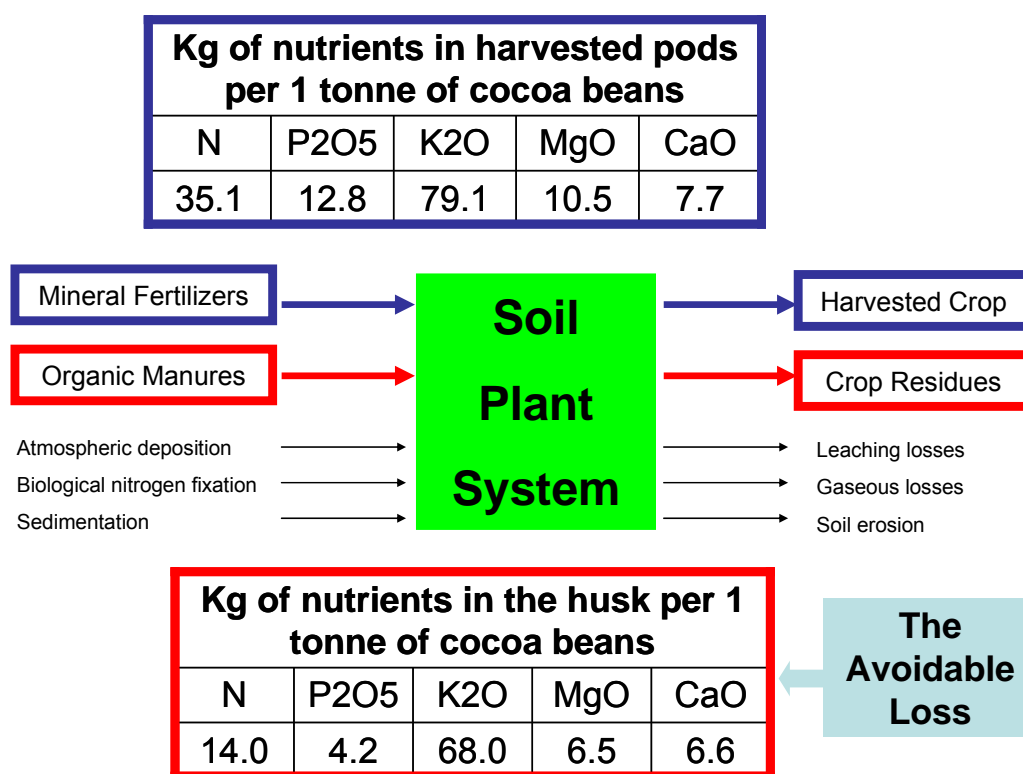 Kg of nutrients in harvested pods
per 1 tonne of cocoa beans
N P2O5 K2O MgO CaO
35.1 12.8 79.1 10.5 7.7
Mineral Fertilizers
Soil
Harvested Crop
Organic Manures
Plant
Crop Residues
Atmospheric deposition
Leaching losses
Biological nitrogen fixation
System
Gaseous losses
Sedimentation
Soil erosion
Kg of nutrients in the husk per 1
tonne of cocoa beans
N P2O5 K2O MgO CaO
14.0 4.2 68.0 6.5 6.6
The
Avoidable
Loss